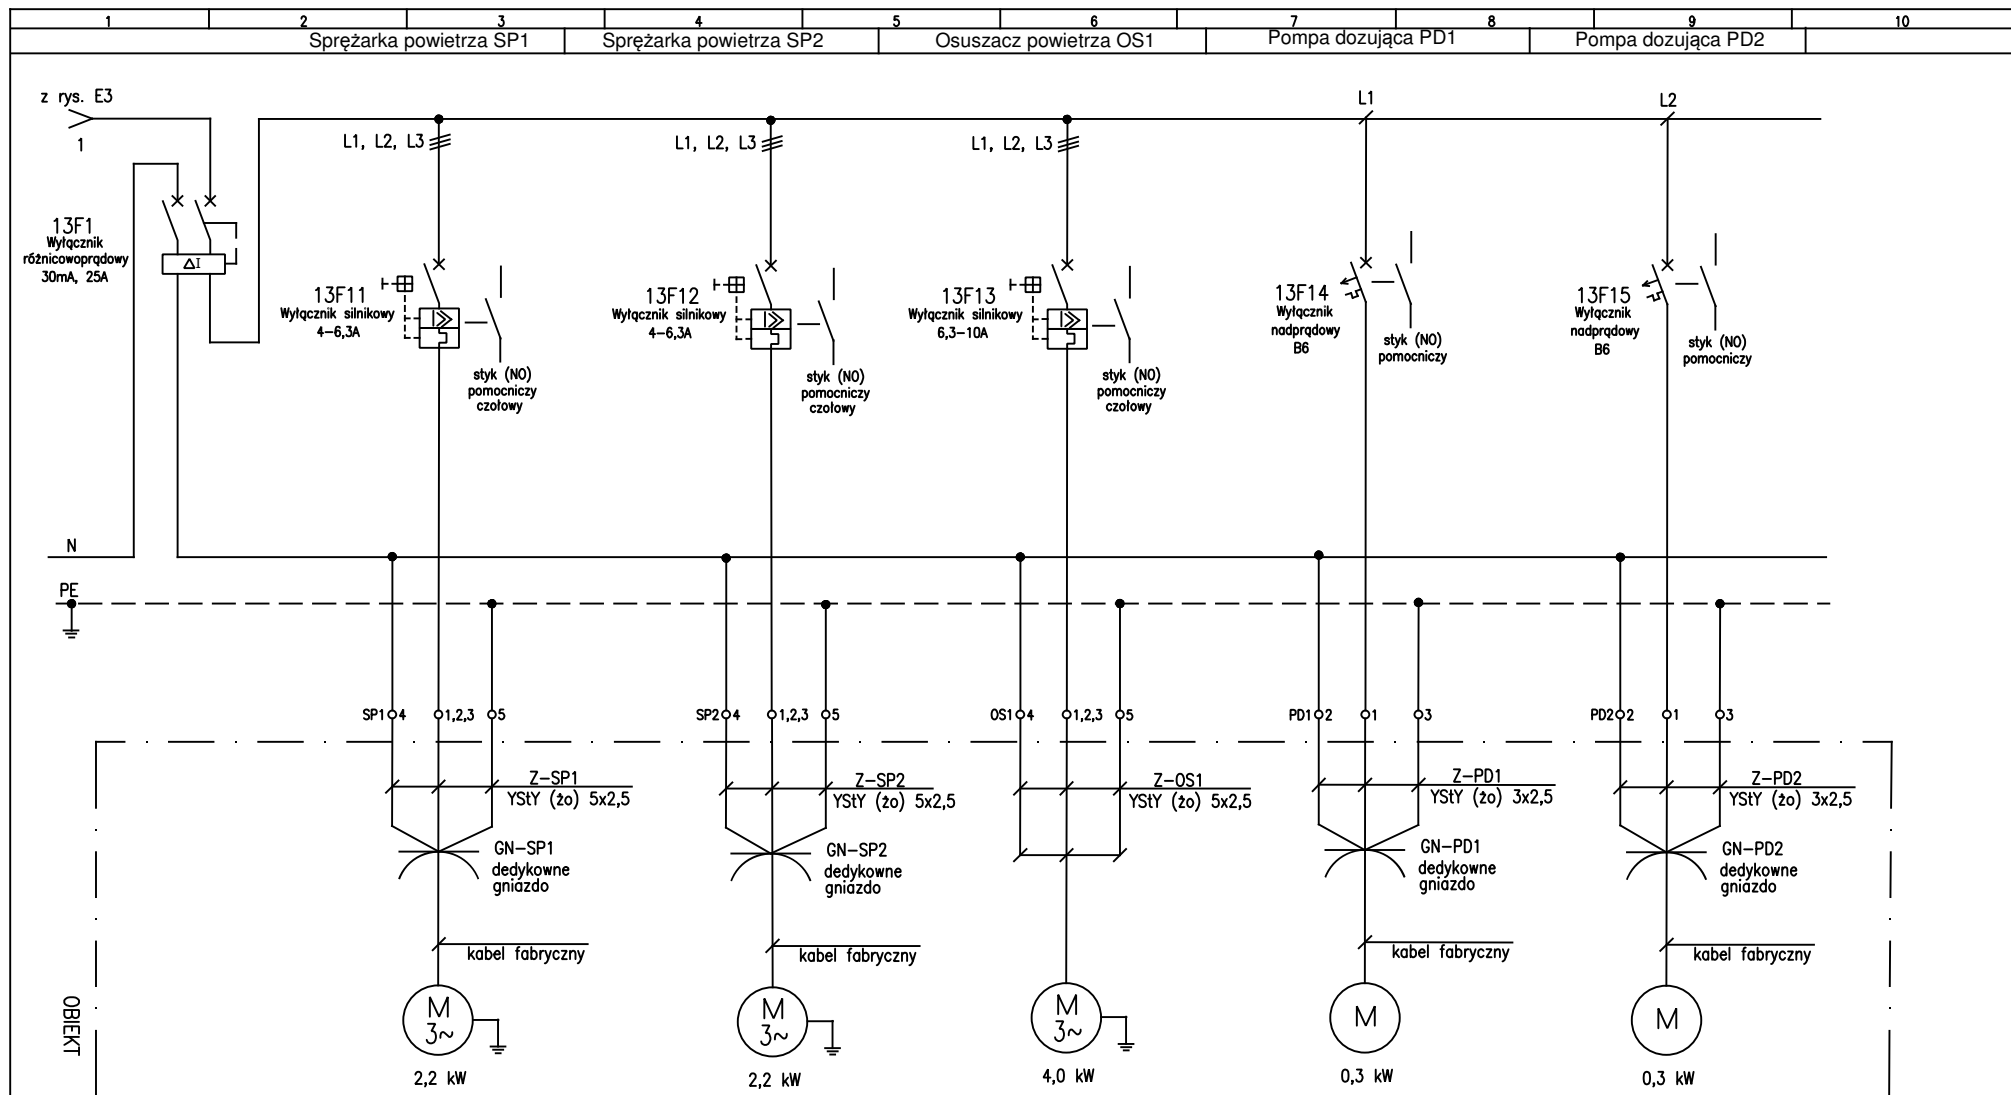 1 2 3 4 5 6 7 8 9 10
Sprężarka powietrza SP1
Sprężarka powietrza SP2
Osuszacz powietrza OS1
Pompa dozująca PD1
Pompa dozująca PD2
z rys. E3
1
L1, L2, L3
L1, L2, L3
L1, L2, L3
L1
L2
13F1
Wyłącznik
różnicowoprądowy
30mA, 25A
ΔI
13F11
Wyłącznik silnikowy
4-6,3A
I>>
styk (NO)
pomocniczy
czołowy
13F12
Wyłącznik silnikowy
4-6,3A
I>>
styk (NO)
pomocniczy
czołowy
13F13
Wyłącznik silnikowy
6,3-10A
I>>
styk (NO)
pomocniczy
czołowy
13F14
Wyłącznik
nadprądowy
B6
styk (NO)
pomocniczy
13F15
Wyłącznik
nadprądowy
B6
styk (NO)
pomocniczy
N
PE
SP1 4 1,2,3 5
SP2 4 1,2,3 5
OS1 4 1,2,3 5
PD1 2 1 3
PD2 2 1 3
Z-SP1
YStY (żo) 5x2,5
Z-SP2
YStY (żo) 5x2,5
Z-OS1
YStY (żo) 5x2,5
Z-PD1
YStY (żo) 3x2,5
Z-PD2
YStY (żo) 3x2,5
GN-SP1
dedykowne
gniazdo
GN-SP2
dedykowne
gniazdo
GN-PD1
dedykowne
gniazdo
GN-PD2
dedykowne
gniazdo
kabel fabryczny
kabel fabryczny
kabel fabryczny
kabel fabryczny
OBIEKT
M
3~
2,2 kW
M
3~
2,2 kW
M
3~
4,0 kW
M
0,3 kW
M
0,3 kW